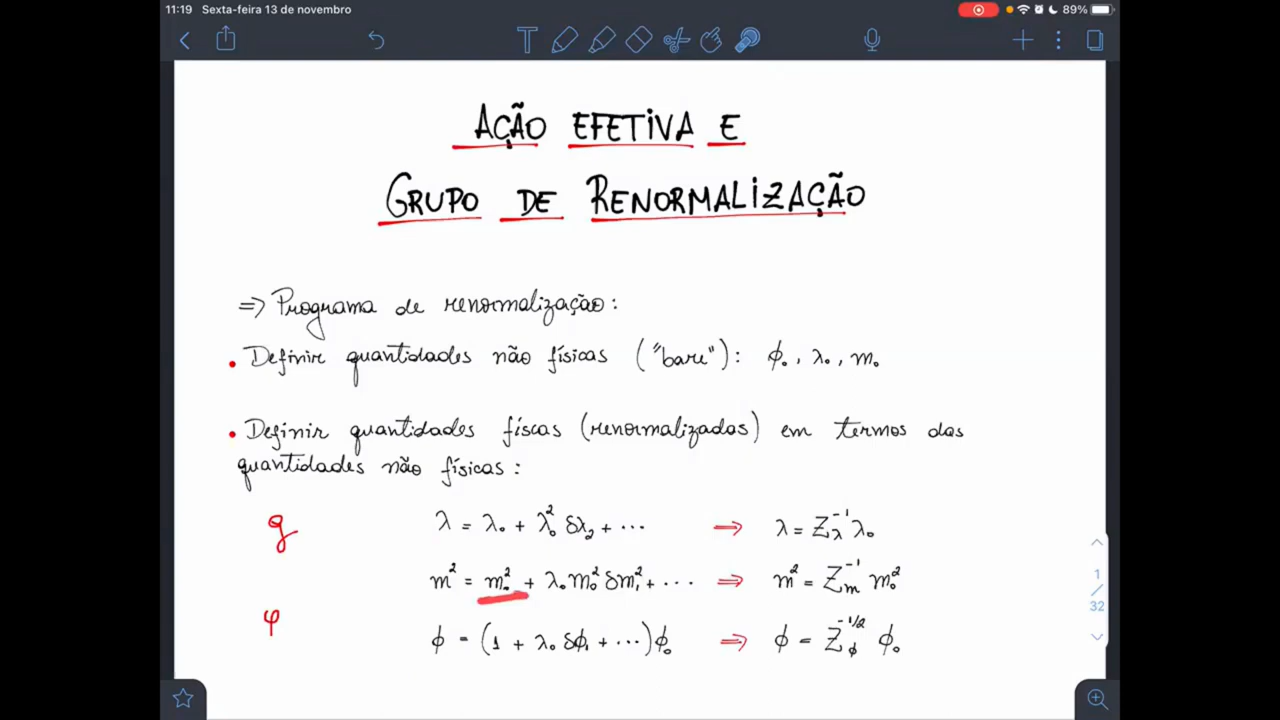 11:19 Sexta-feira 13 de novembro 89%
AÇÃO EFETIVA E
GRUPO DE RENORMALIZAÇÃO
⇒ Programa de renormalização:
• Definir quantidades não físicas ("bare"): ϕ₀, λ₀, m₀
• Definir quantidades físcas (renormalizadas) em termos das
quantidades não físicas:
g λ = λ₀ + λ₀² δλ₂ + ⋯ ⇒ λ = Z_λ⁻¹ λ₀
m² = m₀² + λ₀ m₀² δm₁² + ⋯ ⇒ m² = Z_m⁻¹ m₀²
φ ϕ = (1 + λ₀ δϕ₁ + ⋯)ϕ₀ ⇒ ϕ = Z_ϕ^{-1/2} ϕ₀
1
/
32